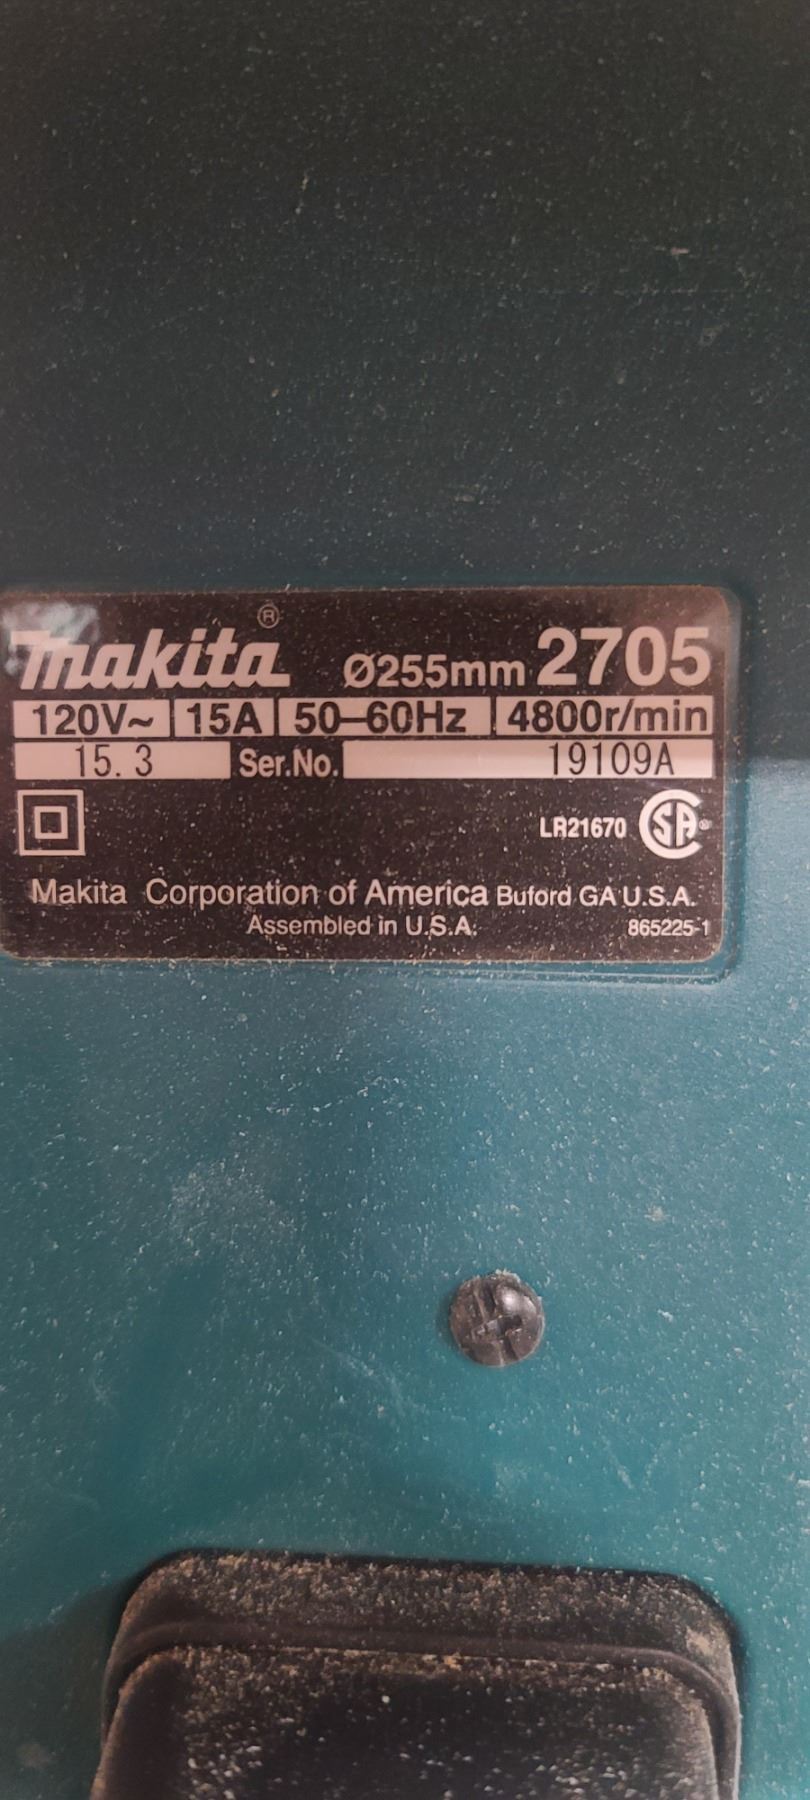 makita® Ø255mm 2705
120V~ 15A 50–60Hz 4800r/min
15.3 Ser.No. 19109A
LR21670 SA®
Makita Corporation of America Buford GA U.S.A.
Assembled in U.S.A. 865225-1